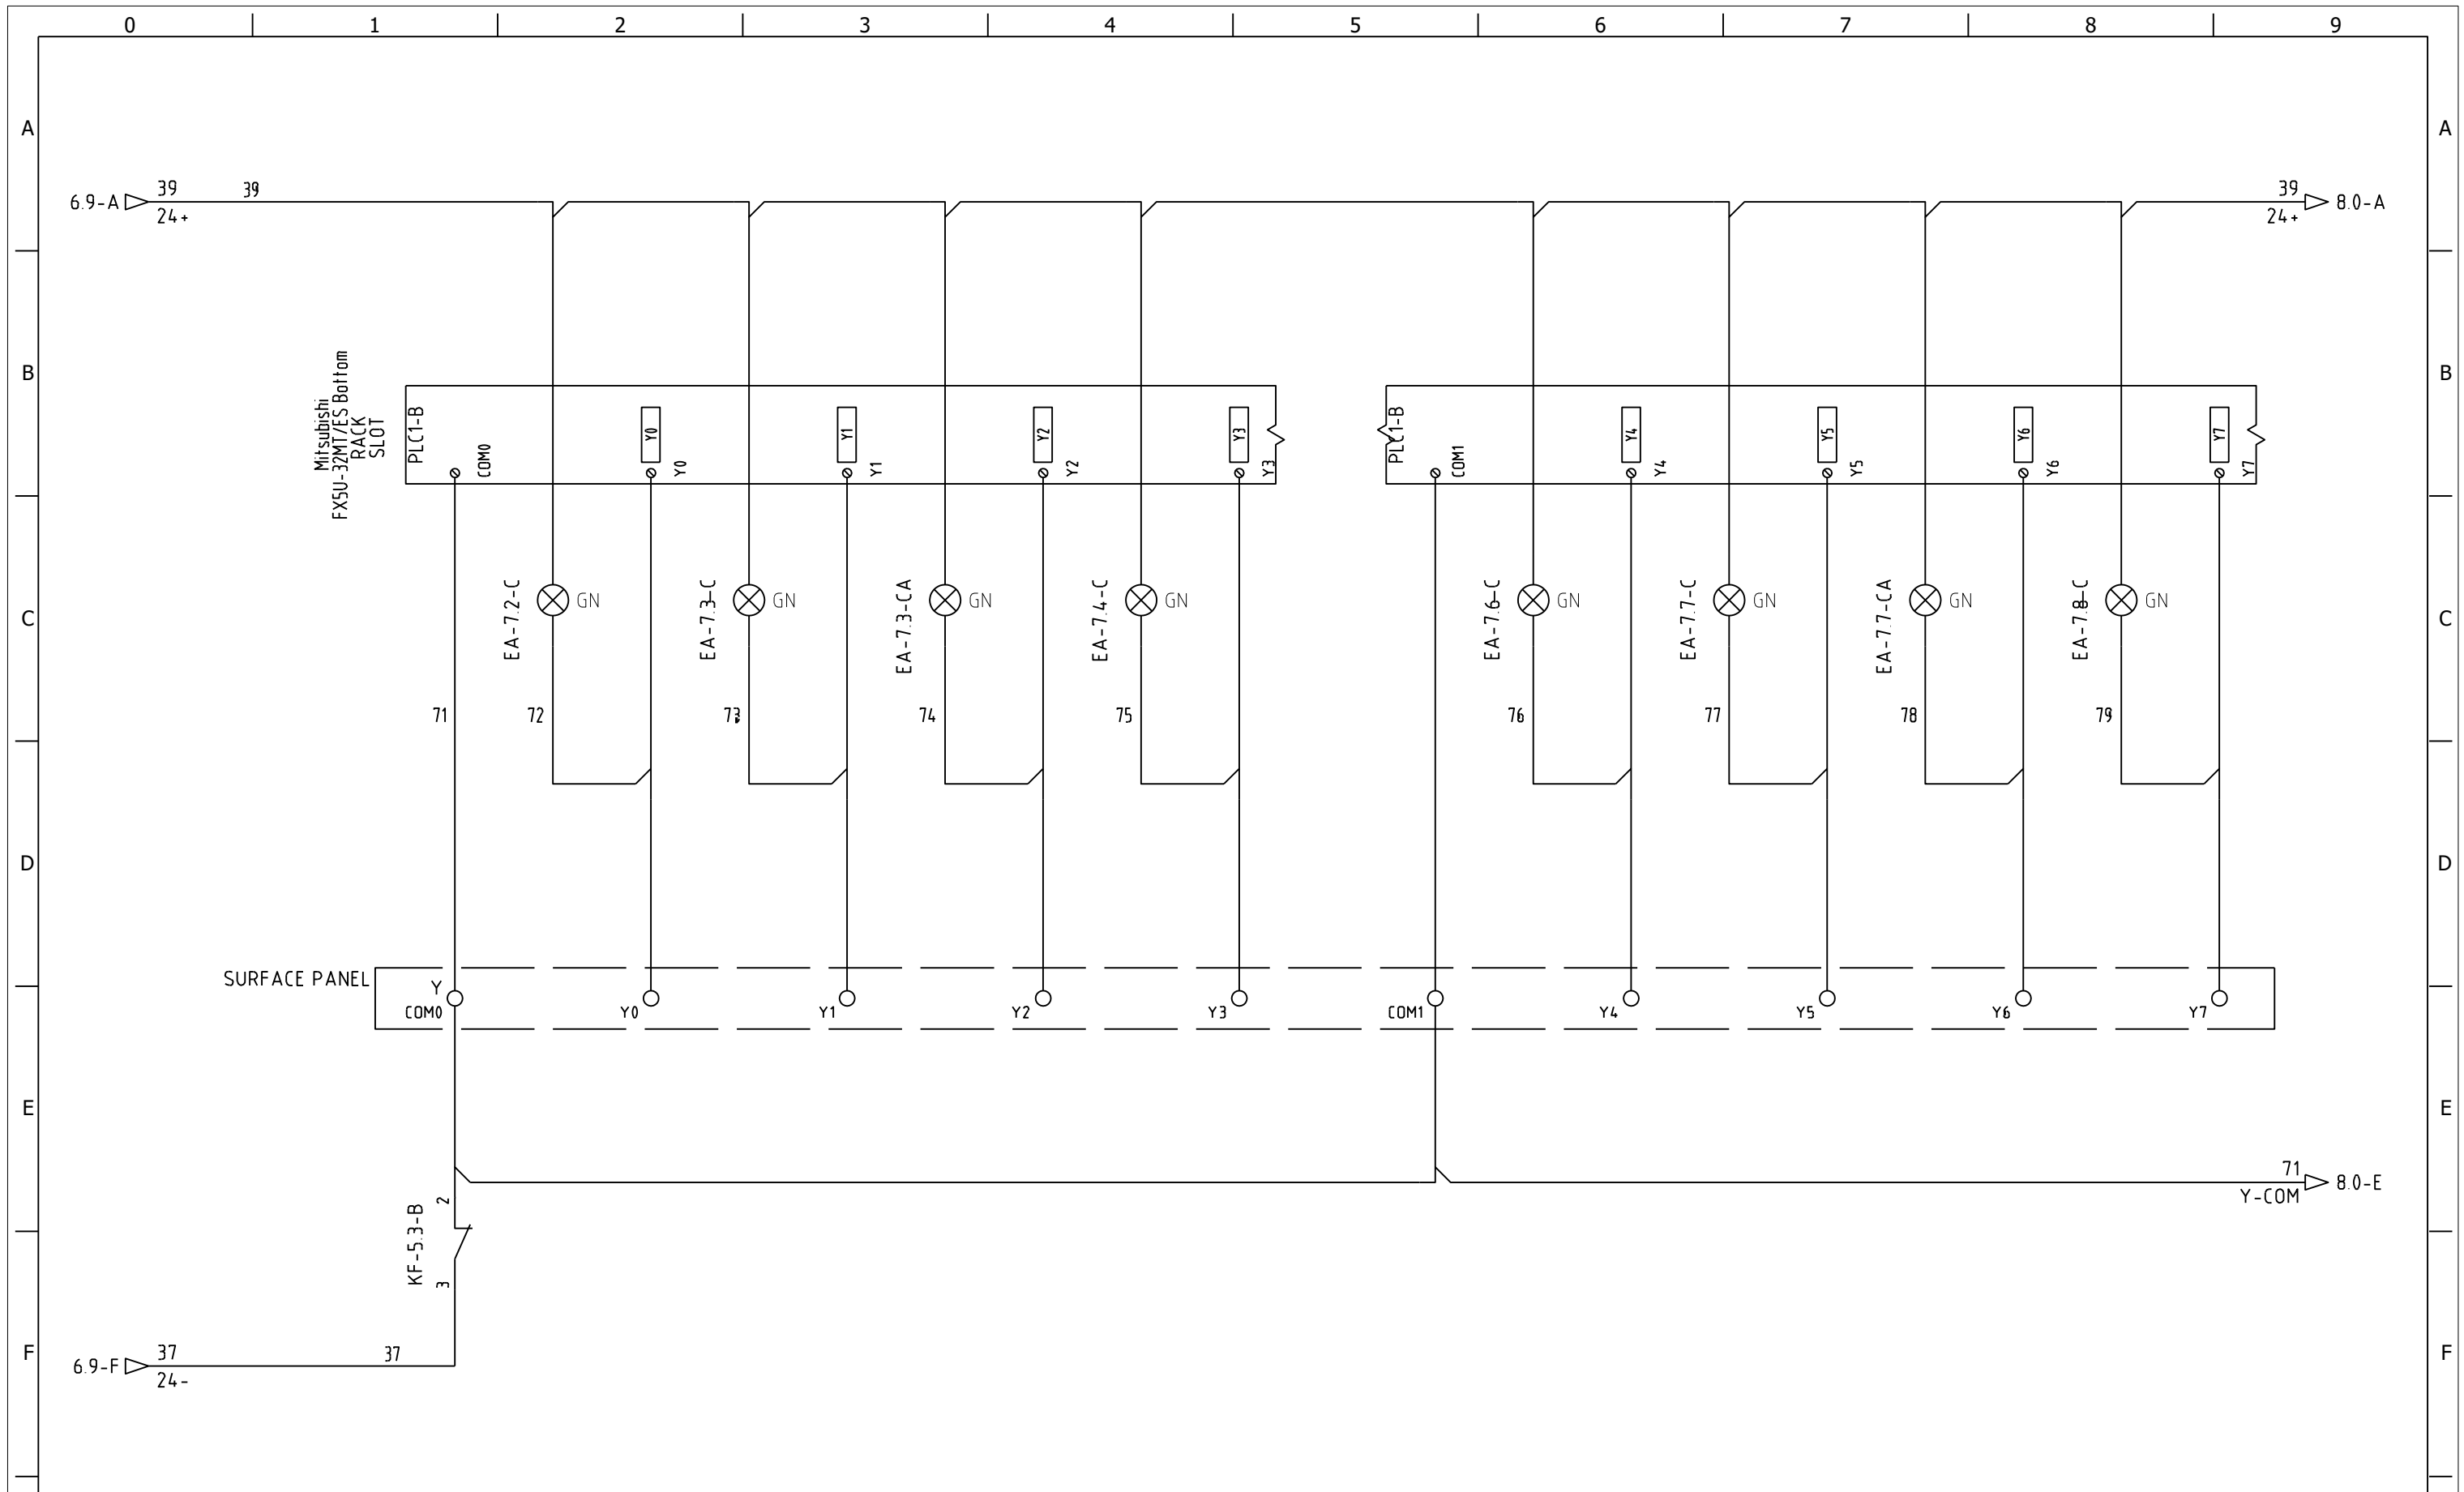 0 1 2 3 4 5 6 7 8 9
A A
39 39 39
6.9-A 8.0-A
24+ 24+
B B
Mitsubishi
FX5U-32MT/ES Bottom
RACK
SLOT
PLC1-B PLC1-B
Y0 Y1 Y2 Y3 Y4 Y5 Y6 Y7
COM0 Y0 Y1 Y2 Y3 COM1 Y4 Y5 Y6 Y7
C C
EA-7.2-C GN EA-7.3-C GN EA-7.3-CA GN EA-7.4-C GN EA-7.6-C GN EA-7.7-C GN EA-7.7-CA GN EA-7.8-C GN
71 72 73 74 75 76 77 78 79
D D
SURFACE PANEL
Y
COM0 Y0 Y1 Y2 Y3 COM1 Y4 Y5 Y6 Y7
E E
71
8.0-E
Y-COM
2
KF-5.3-B
3
F F
37 37
6.9-F
24-